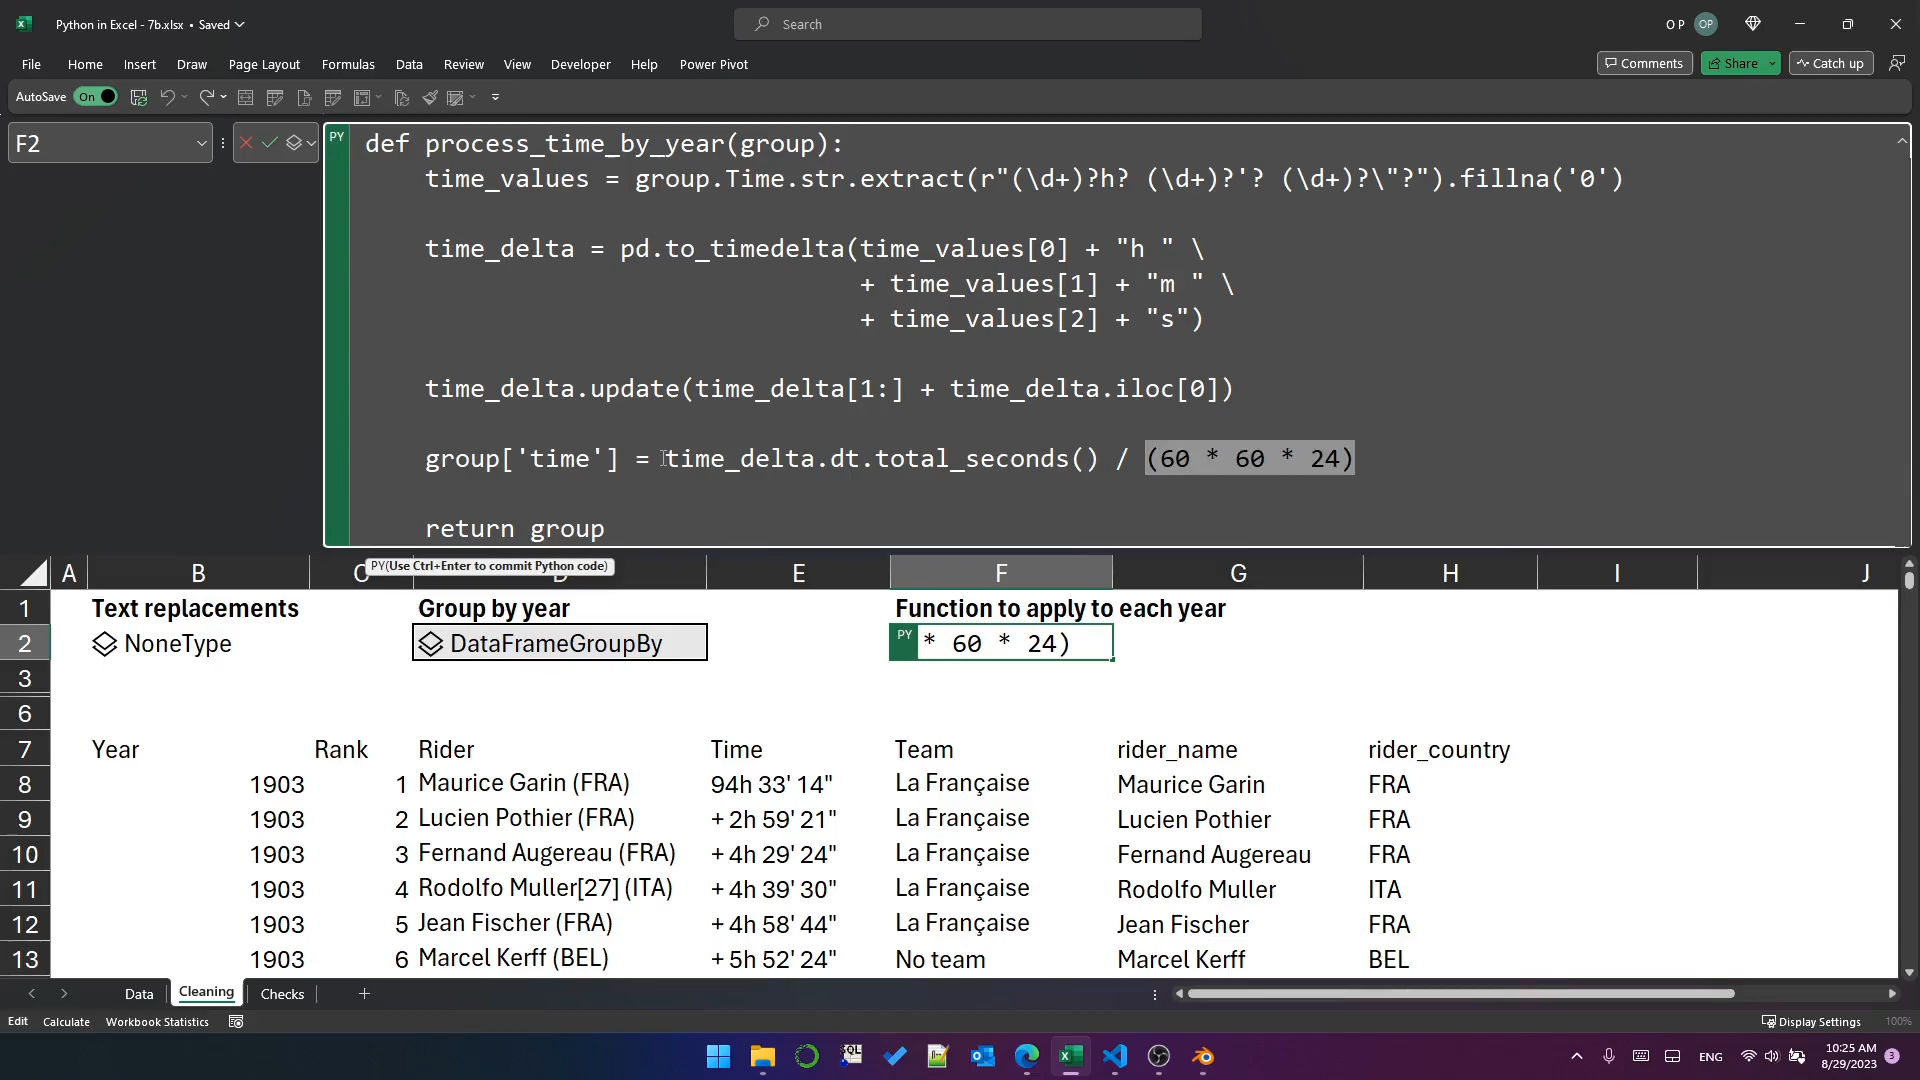 Python in Excel - 7b.xlsx • Saved
Search
O P
OP
File Home Insert Draw Page Layout Formulas Data Review View Developer Help Power Pivot
Comments
Share
Catch up
AutoSave On
F2
PY
def process_time_by_year(group):
time_values = group.Time.str.extract(r"(\d+)?h? (\d+)?'? (\d+)?\"?").fillna('0')
time_delta = pd.to_timedelta(time_values[0] + "h " \
+ time_values[1] + "m " \
+ time_values[2] + "s")
time_delta.update(time_delta[1:] + time_delta.iloc[0])
group['time'] = time_delta.dt.total_seconds() / (60 * 60 * 24)
return group
PY(Use Ctrl+Enter to commit Python code)
A B C D E F G H I J
1 Text replacements Group by year Function to apply to each year
2 NoneType DataFrameGroupBy PY * 60 * 24)
3
6
7 Year Rank Rider Time Team rider_name rider_country
8 1903 1 Maurice Garin (FRA) 94h 33' 14" La Française Maurice Garin FRA
9 1903 2 Lucien Pothier (FRA) + 2h 59' 21" La Française Lucien Pothier FRA
10 1903 3 Fernand Augereau (FRA) + 4h 29' 24" La Française Fernand Augereau FRA
11 1903 4 Rodolfo Muller[27] (ITA) + 4h 39' 30" La Française Rodolfo Muller ITA
12 1903 5 Jean Fischer (FRA) + 4h 58' 44" La Française Jean Fischer FRA
13 1903 6 Marcel Kerff (BEL) + 5h 52' 24" No team Marcel Kerff BEL
Data Cleaning Checks
Edit Calculate Workbook Statistics
Display Settings 100%
SQL
ENG
10:25 AM
8/29/2023
3